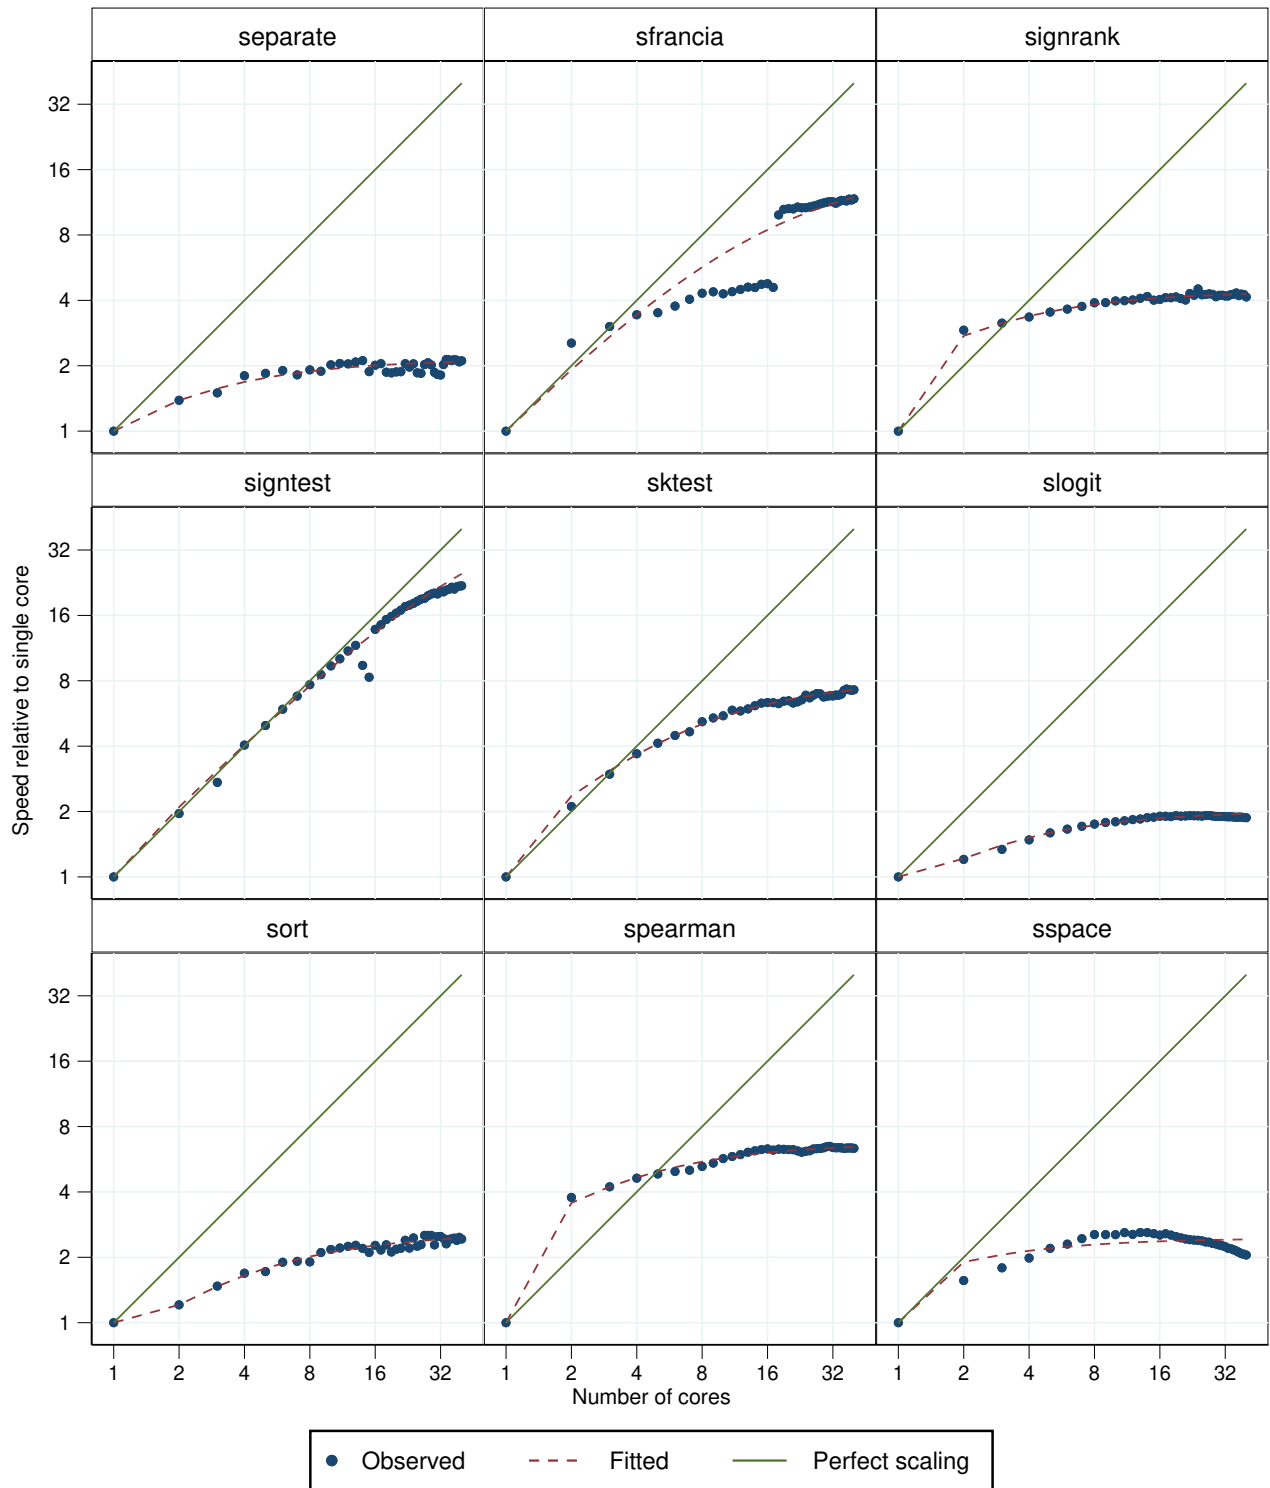 separate sfrancia signrank
32
16
8
4
2
1
signtest sktest slogit
32
16
8
4
2
1
Speed relative to single core
sort spearman sspace
32
16
8
4
2
1
1 2 4 8 16 32 1 2 4 8 16 32 1 2 4 8 16 32
Number of cores
Observed Fitted Perfect scaling